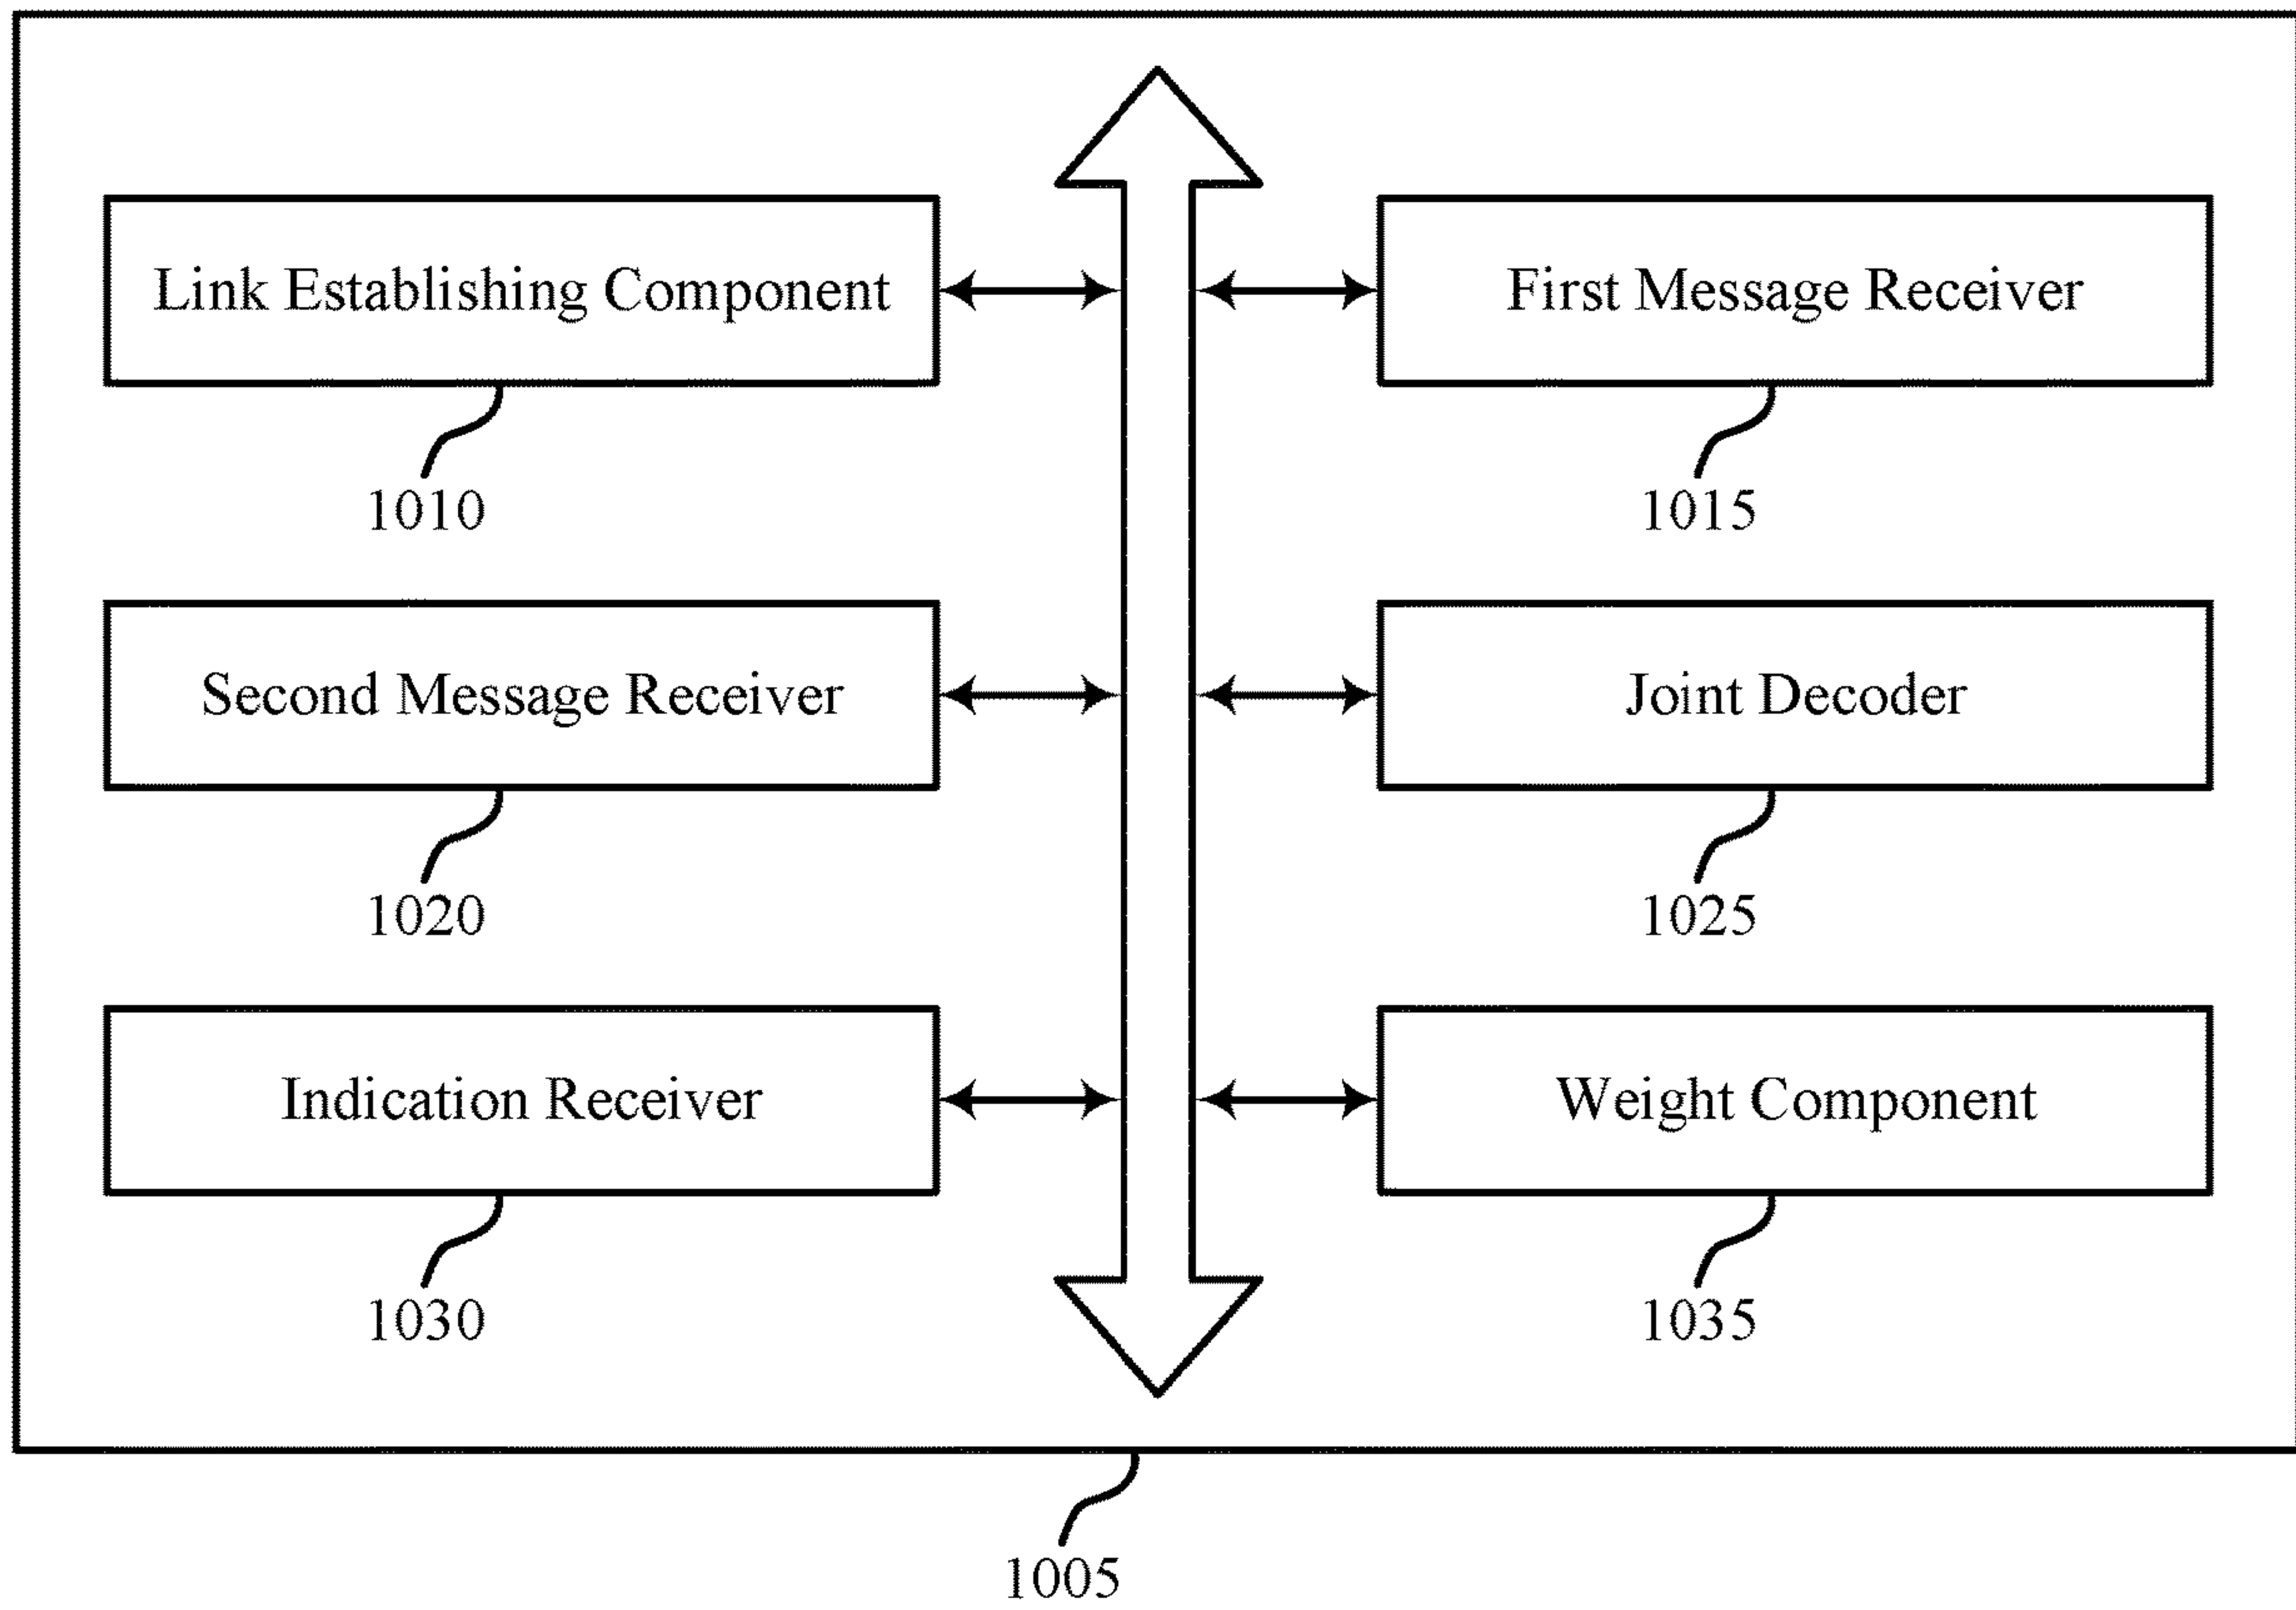 Link Establishing Component
First Message Receiver
1010
1015
Second Message Receiver
Joint Decoder
1020
1025
Indication Receiver
Weight Component
1030
1035
1005